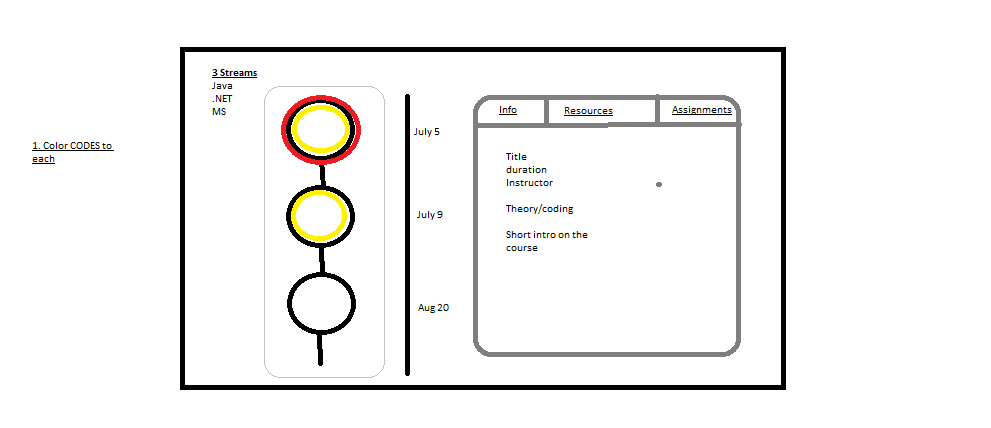 1. Color CODES to
each
3 Streams
Java
.NET
MS
July 5
July 9
Aug 20
Info
Resources
Assignments
Title
duration
Instructor
Theory/coding
Short intro on the
course